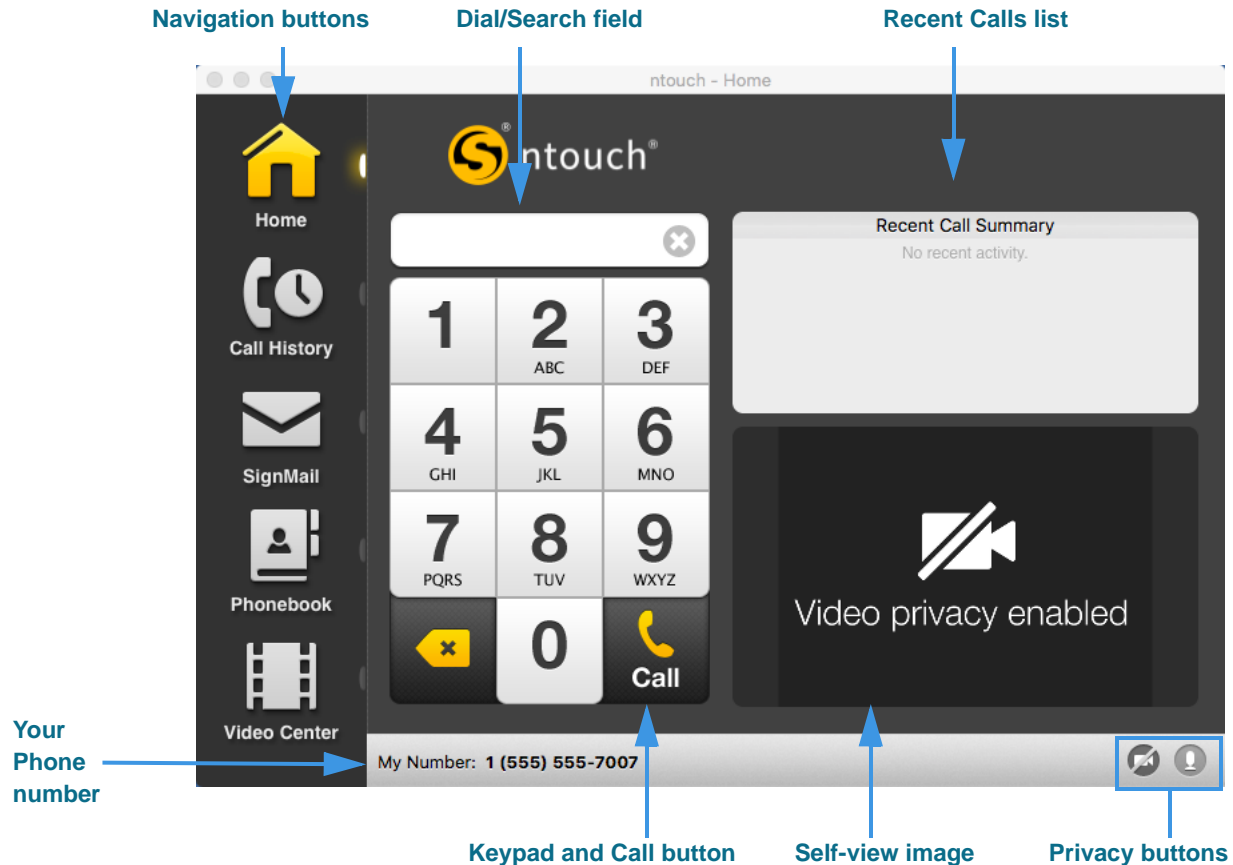 Navigation buttons
Dial/Search field
Recent Calls list
ntouch - Home
ntouch®
Home
Call History
SignMail
Phonebook
Video Center
Recent Call Summary
No recent activity.
1
2
ABC
3
DEF
4
GHI
5
JKL
6
MNO
7
PQRS
8
TUV
9
WXYZ
0
Call
Video privacy enabled
Your
Phone
number
My Number: 1 (555) 555-7007
Keypad and Call button
Self-view image
Privacy buttons